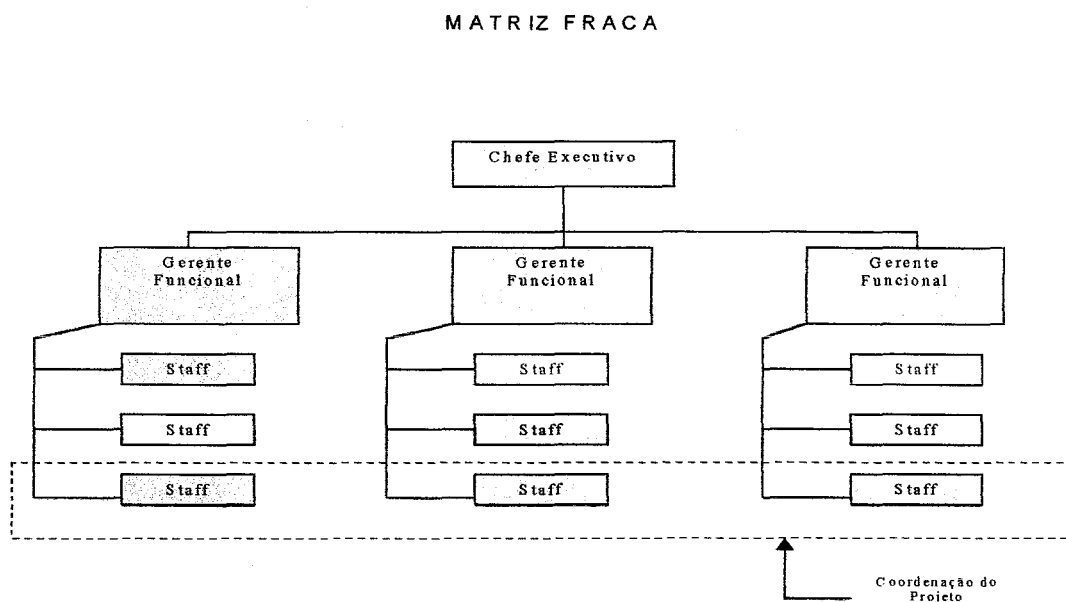 MATRIZ FRACA
Chefe Executivo
Gerente
Funcional
Gerente
Funcional
Gerente
Funcional
Staff
Staff
Staff
Staff
Staff
Staff
Staff
Staff
Staff
Coordenação do
Projeto